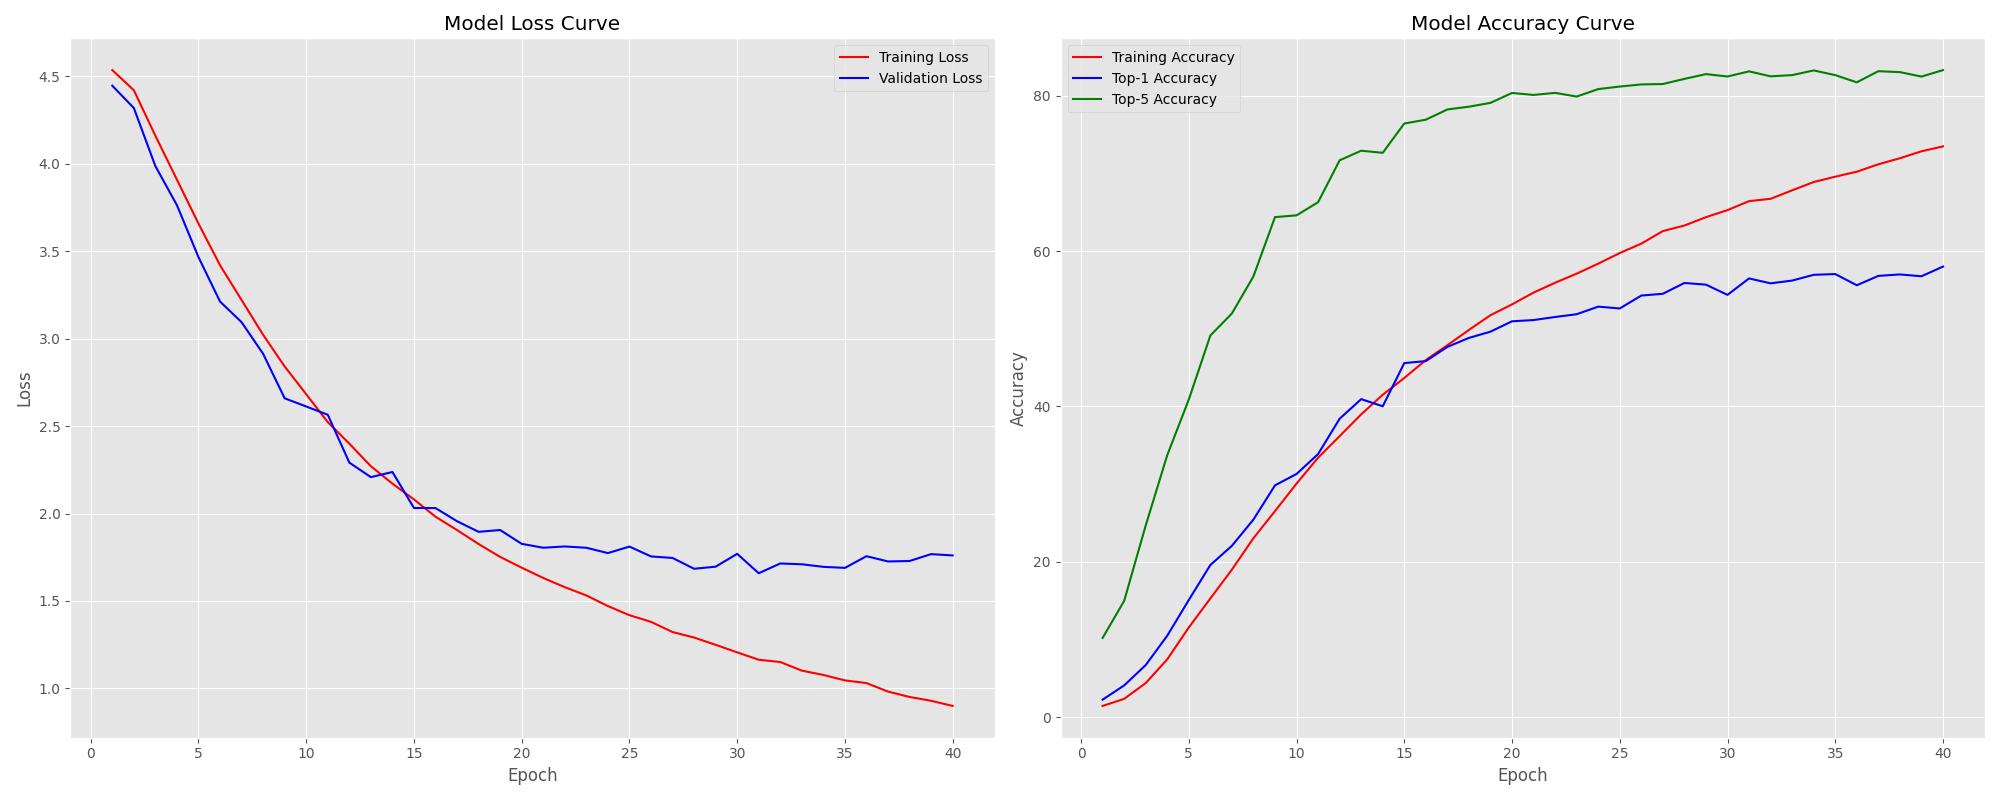 Model Loss Curve
Training Loss
Validation Loss
4.5
4.0
3.5
3.0
2.5
2.0
1.5
1.0
Loss
0 5 10 15 20 25 30 35 40
Epoch
Model Accuracy Curve
Training Accuracy
Top-1 Accuracy
Top-5 Accuracy
80
60
40
20
0
Accuracy
0 5 10 15 20 25 30 35 40
Epoch